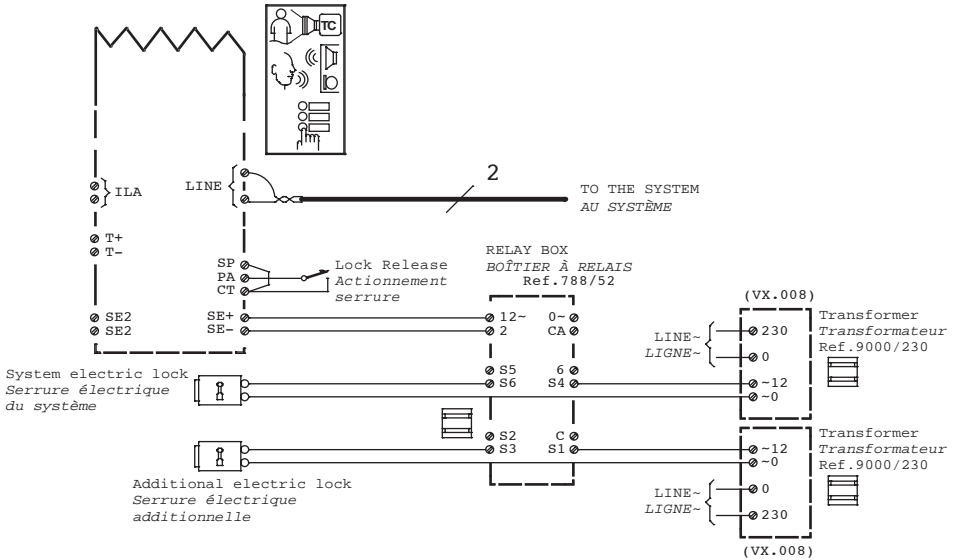 TC
2
ILA
LINE
TO THE SYSTEM
AU SYSTÈME
T+
T-
SP
PA
CT
Lock Release
Actionnement
serrure
RELAY BOX
BOÎTIER À RELAIS
Ref.788/52
SE2
SE2
SE+
SE-
12~
0~
2
CA
(VX.008)
LINE~
LIGNE~
230
0
Transformer
Transformateur
Ref.9000/230
System electric lock
Serrure électrique
du système
S5
6
S6
S4
~12
~0
S2
C
S3
S1
~12
~0
Transformer
Transformateur
Ref.9000/230
Additional electric lock
Serrure électrique
additionnelle
LINE~
LIGNE~
0
230
(VX.008)